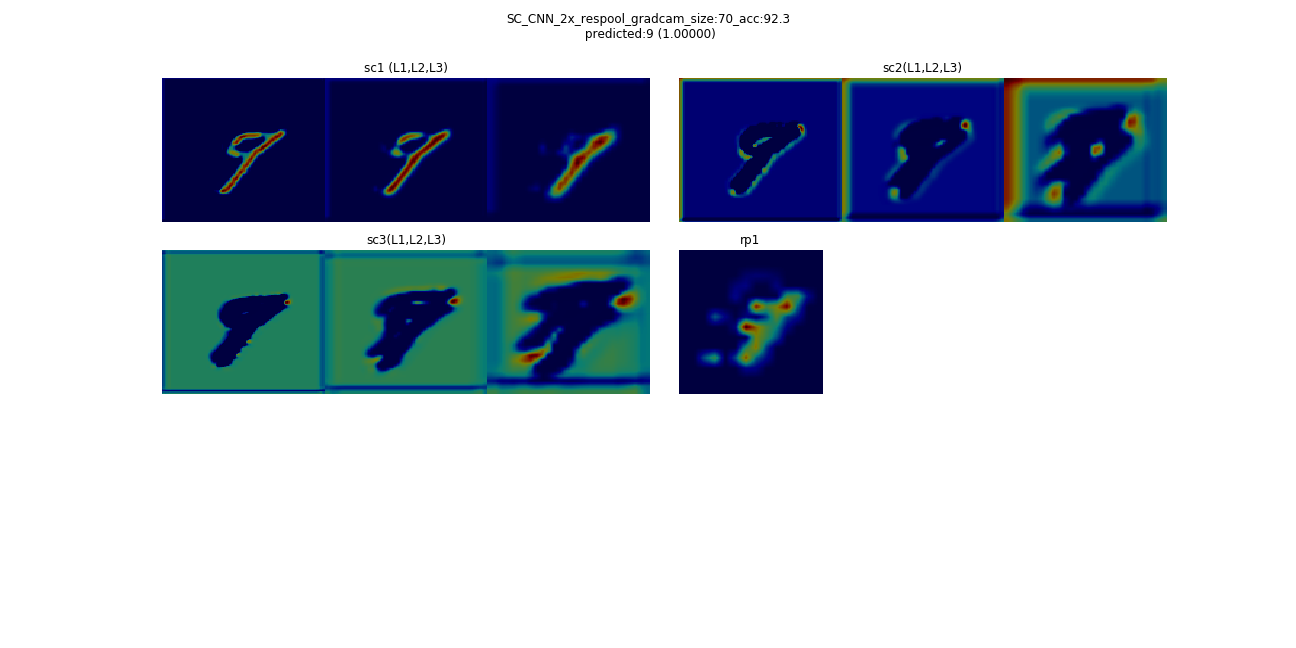 SC_CNN_2x_respool_gradcam_size:70_acc:92.3
predicted:9 (1.00000)
sc1 (L1,L2,L3)
sc2(L1,L2,L3)
sc3(L1,L2,L3)
rp1